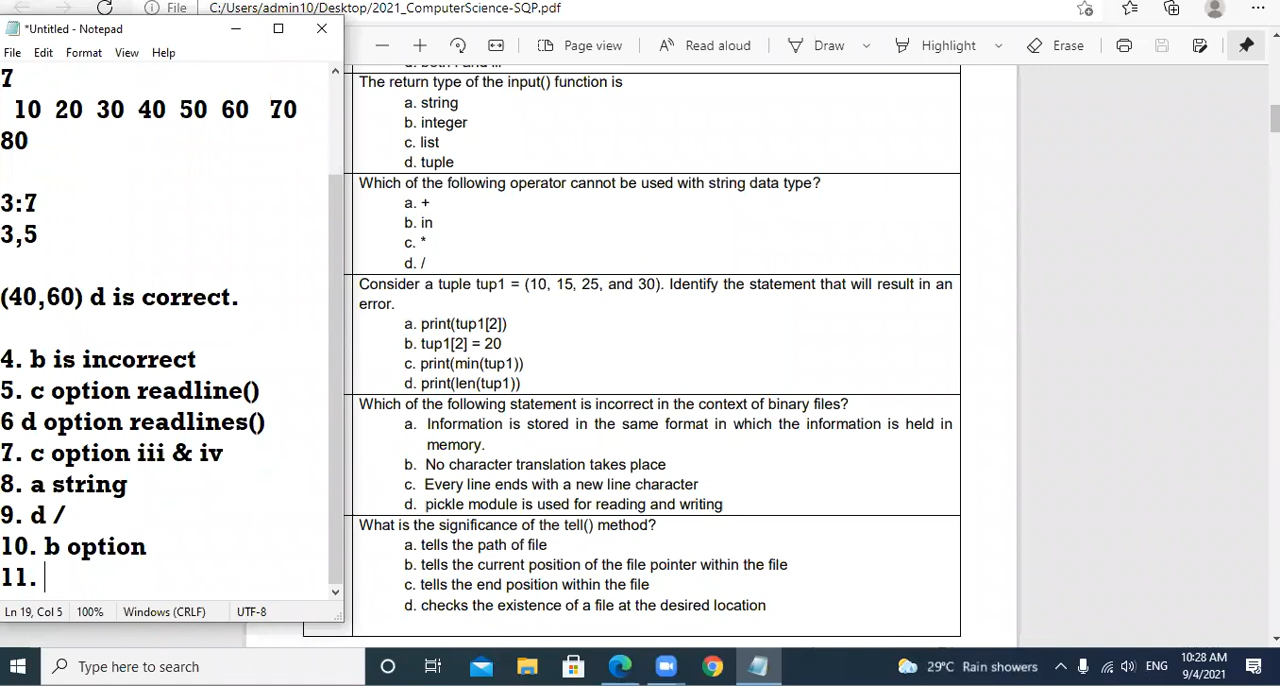 File
C:/Users/admin10/Desktop/2021_ComputerScience-SQP.pdf
*Untitled - Notepad
File Edit Format View Help
7
10 20 30 40 50 60 70
80
3:7
3,5
(40,60) d is correct.
4. b is incorrect
5. c option readline()
6 d option readlines()
7. c option iii & iv
8. a string
9. d /
10. b option
11.
Ln 19, Col 5 100% Windows (CRLF) UTF-8
Page view Read aloud Draw Highlight Erase
The return type of the input() function is
a. string
b. integer
c. list
d. tuple
Which of the following operator cannot be used with string data type?
a. +
b. in
c. *
d. /
Consider a tuple tup1 = (10, 15, 25, and 30). Identify the statement that will result in an
error.
a. print(tup1[2])
b. tup1[2] = 20
c. print(min(tup1))
d. print(len(tup1))
Which of the following statement is incorrect in the context of binary files?
a. Information is stored in the same format in which the information is held in
memory.
b. No character translation takes place
c. Every line ends with a new line character
d. pickle module is used for reading and writing
What is the significance of the tell() method?
a. tells the path of file
b. tells the current position of the file pointer within the file
c. tells the end position within the file
d. checks the existence of a file at the desired location
Type here to search
29°C Rain showers
ENG
10:28 AM
9/4/2021